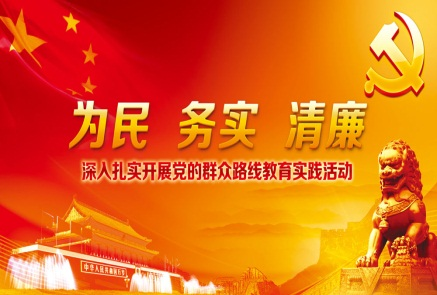 为民 务实 清廉
深入扎实开展党的群众路线教育实践活动